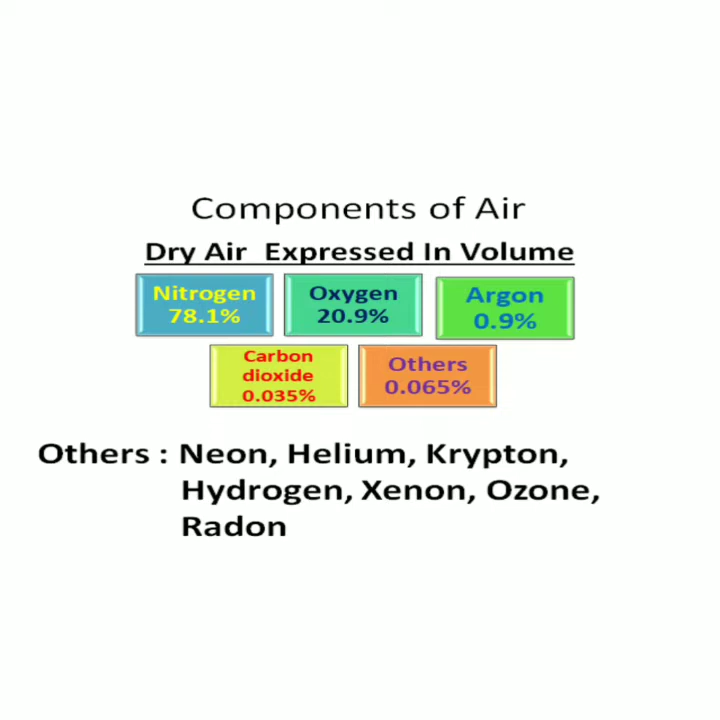 Components of Air
Dry Air Expressed In Volume
Nitrogen
78.1%
Oxygen
20.9%
Argon
0.9%
Carbon
dioxide
0.035%
Others
0.065%
Others : Neon, Helium, Krypton,
Hydrogen, Xenon, Ozone,
Radon